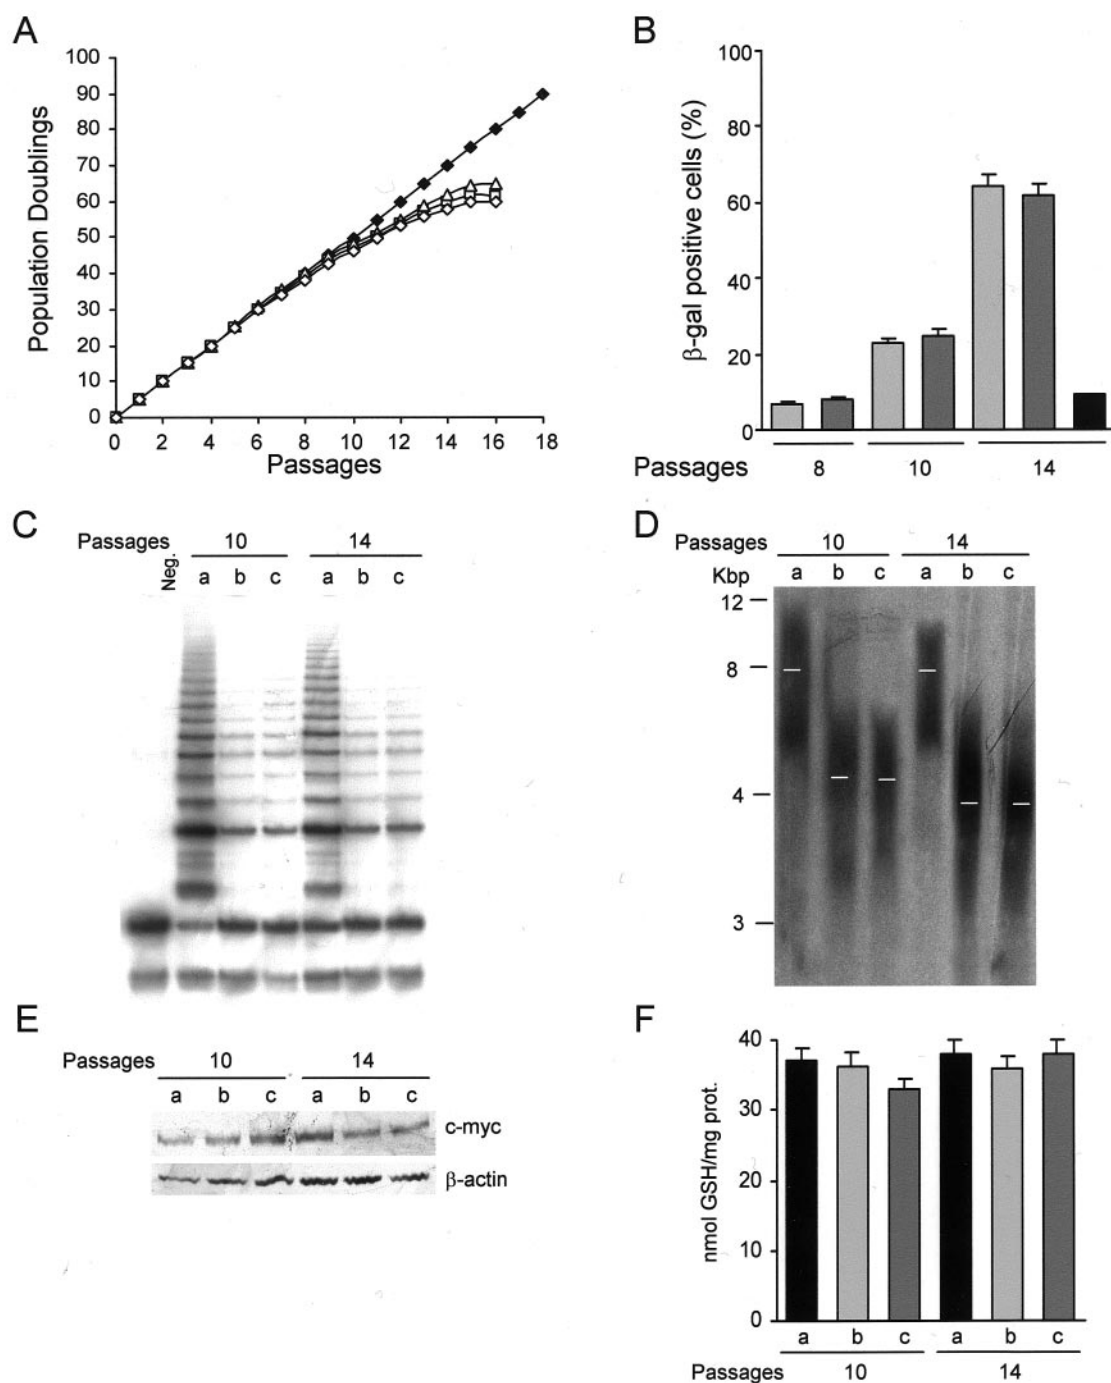 A
100
90
80
70
60
50
40
30
20
10
0
0 2 4 6 8 10 12 14 16 18
Population Doublings
Passages
B
100
80
60
40
20
0
β-gal positive cells (%)
Passages 8 10 14
C
Passages 10 14
Neg. a b c a b c
D
Passages 10 14
Kbp a b c a b c
12
8
4
3
E
Passages 10 14
a b c a b c
c-myc
β-actin
F
40
30
20
10
0
nmol GSH/mg prot.
a b c a b c
Passages 10 14